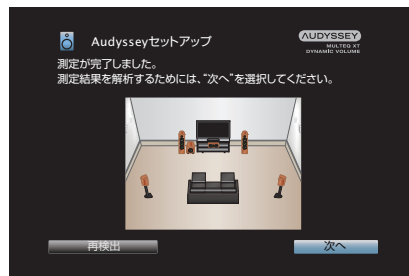 Audysseyセットアップ
AUDYSSEY
MULTEQ XT
DYNAMIC VOLUME
測定が完了しました。
測定結果を解析するためには、“次へ”を選択してください。
再検出
次へ